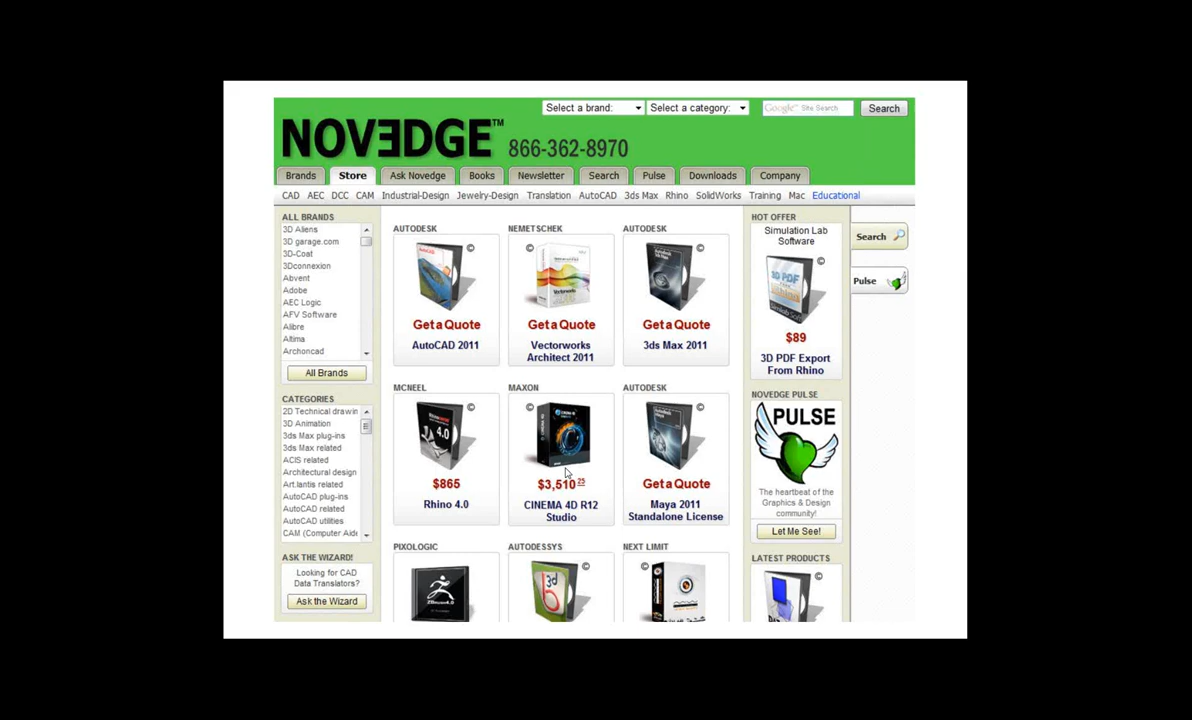 Select a brand: Select a category: Google™ Site Search Search
NOVEDGE™ 866-362-8970
Brands Store Ask Novedge Books Newsletter Search Pulse Downloads Company
CAD AEC DCC CAM Industrial-Design Jewelry-Design Translation AutoCAD 3ds Max Rhino SolidWorks Training Mac Educational
ALL BRANDS
3D Aliens
3D garage.com
3D-Coat
3Dconnexion
Abvent
Adobe
AEC Logic
AFV Software
Alibre
Altima
Archoncad
All Brands
CATEGORIES
2D Technical drawin
3D Animation
3ds Max plug-ins
3ds Max related
ACIS related
Architectural design
Art.lantis related
AutoCAD plug-ins
AutoCAD related
AutoCAD utilities
CAM (Computer Aide
ASK THE WIZARD!
Looking for CAD
Data Translators?
Ask the Wizard
AUTODESK
©
Get a Quote
AutoCAD 2011
NEMETSCHEK
©
Vectorworks
Get a Quote
Vectorworks
Architect 2011
AUTODESK
©
Get a Quote
3ds Max 2011
MCNEEL
©
4.0
$865
Rhino 4.0
MAXON
©
$3,510 25
CINEMA 4D R12
Studio
AUTODESK
©
Get a Quote
Maya 2011
Standalone License
PIXOLOGIC
AUTODESSYS
©
NEXT LIMIT
©
HOT OFFER
Simulation Lab
Software
©
3D PDF
$89
3D PDF Export
From Rhino
NOVEDGE PULSE
PULSE
The heartbeat of the
Graphics & Design
community!
Let Me See!
LATEST PRODUCTS
©
Search
Pulse